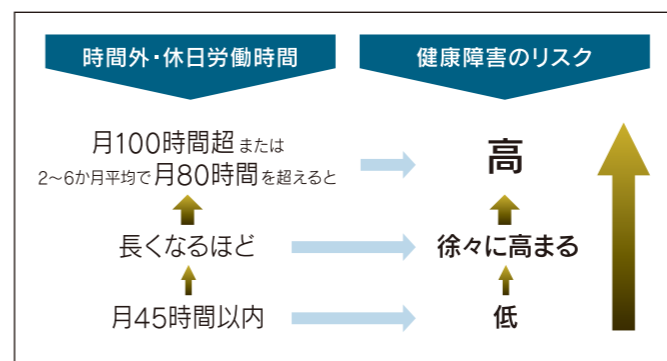 時間外・休日労働時間
健康障害のリスク
月100時間超 または
2〜6か月平均で 月80時間 を超えると
高
長くなるほど
徐々に高まる
月45時間以内
低